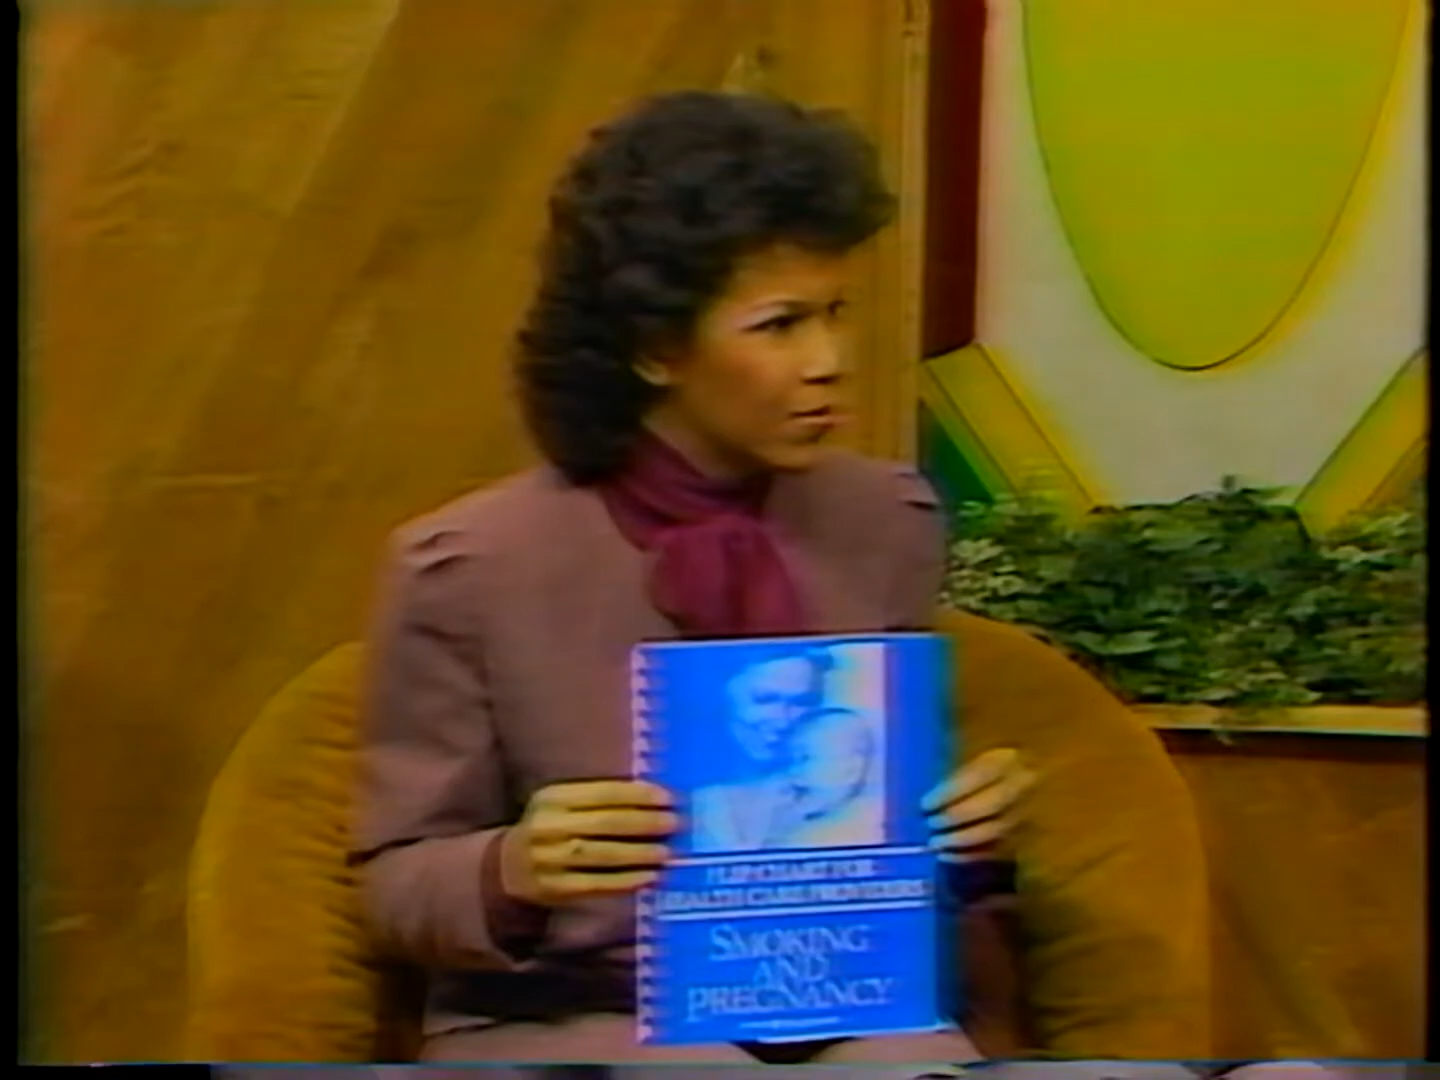 FLIPCHART FOR
HEALTH CARE PROVIDERS
SMOKING
AND
PREGNANCY